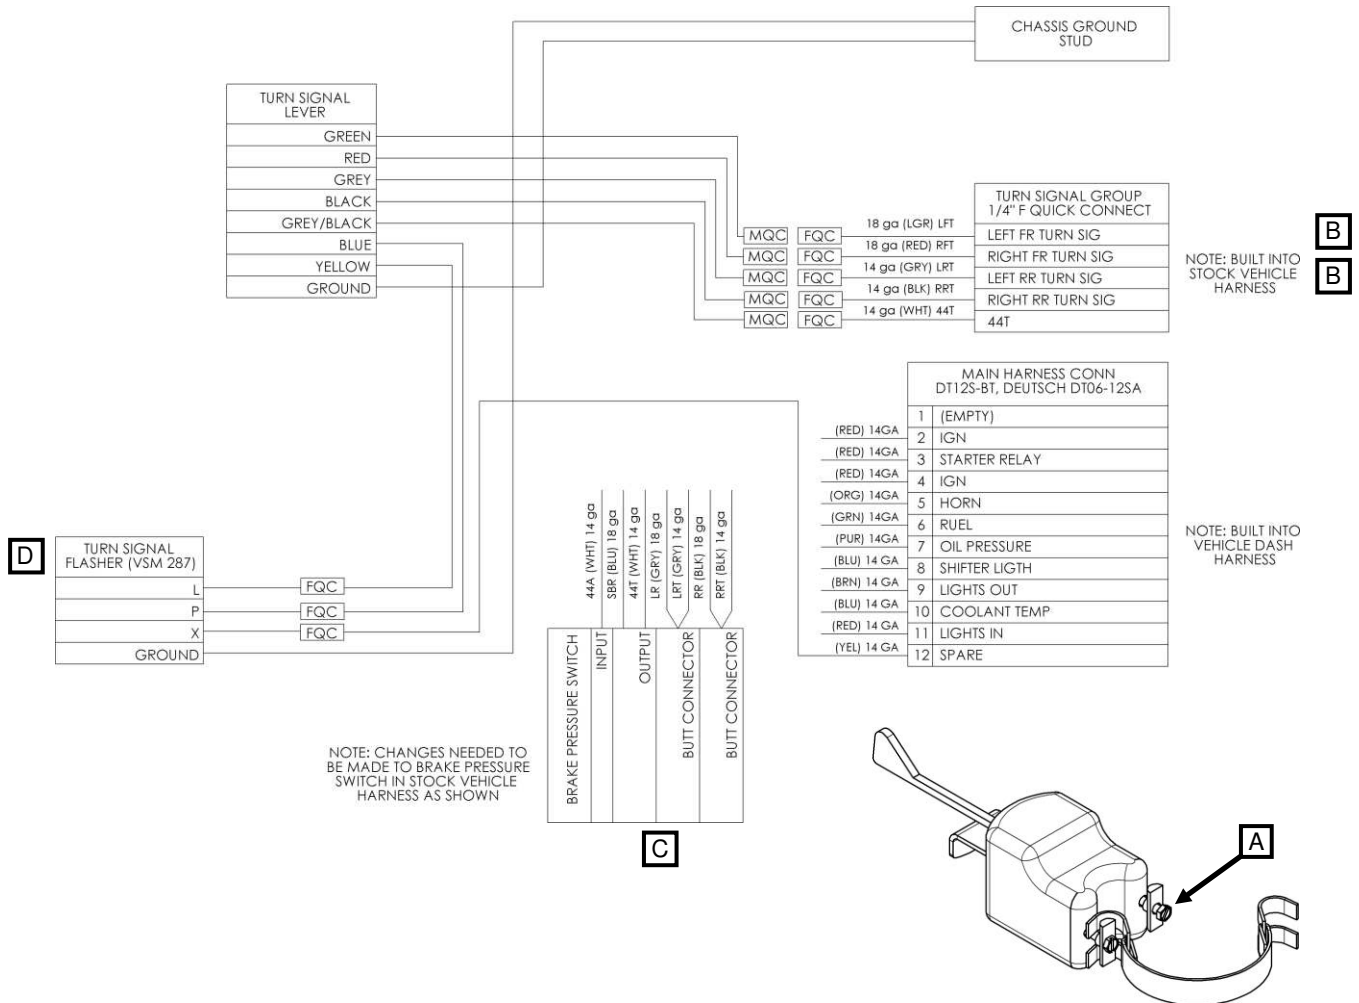 CHASSIS GROUND
STUD
TURN SIGNAL
LEVER
GREEN
RED
GREY
BLACK
GREY/BLACK
BLUE
YELLOW
GROUND
TURN SIGNAL GROUP
1/4" F QUICK CONNECT
MQC FQC 18 ga (LGR) LFT LEFT FR TURN SIG
MQC FQC 18 ga (RED) RFT RIGHT FR TURN SIG
MQC FQC 14 ga (GRY) LRT LEFT RR TURN SIG
MQC FQC 14 ga (BLK) RRT RIGHT RR TURN SIG
MQC FQC 14 ga (WHT) 44T 44T
NOTE: BUILT INTO
STOCK VEHICLE
HARNESS
B
B
MAIN HARNESS CONN
DT12S-BT, DEUTSCH DT06-12SA
1 (EMPTY)
(RED) 14GA 2 IGN
(RED) 14GA 3 STARTER RELAY
(RED) 14GA 4 IGN
(ORG) 14GA 5 HORN
(GRN) 14GA 6 RUEL
(PUR) 14GA 7 OIL PRESSURE
(BLU) 14 GA 8 SHIFTER LIGTH
(BRN) 14 GA 9 LIGHTS OUT
(BLU) 14 GA 10 COOLANT TEMP
(RED) 14 GA 11 LIGHTS IN
(YEL) 14 GA 12 SPARE
NOTE: BUILT INTO
VEHICLE DASH
HARNESS
D
TURN SIGNAL
FLASHER (VSM 287)
L FQC
P FQC
X FQC
GROUND
44A (WHT) 14 ga
SBR (BLU) 18 ga
44T (WHT) 14 ga
LR (GRY) 18 ga
LRT (GRY) 14 ga
RR (BLK) 18 ga
RRT (BLK) 14 ga
BRAKE PRESSURE SWITCH
INPUT
OUTPUT
BUTT CONNECTOR
BUTT CONNECTOR
NOTE: CHANGES NEEDED TO
BE MADE TO BRAKE PRESSURE
SWITCH IN STOCK VEHICLE
HARNESS AS SHOWN
C
A